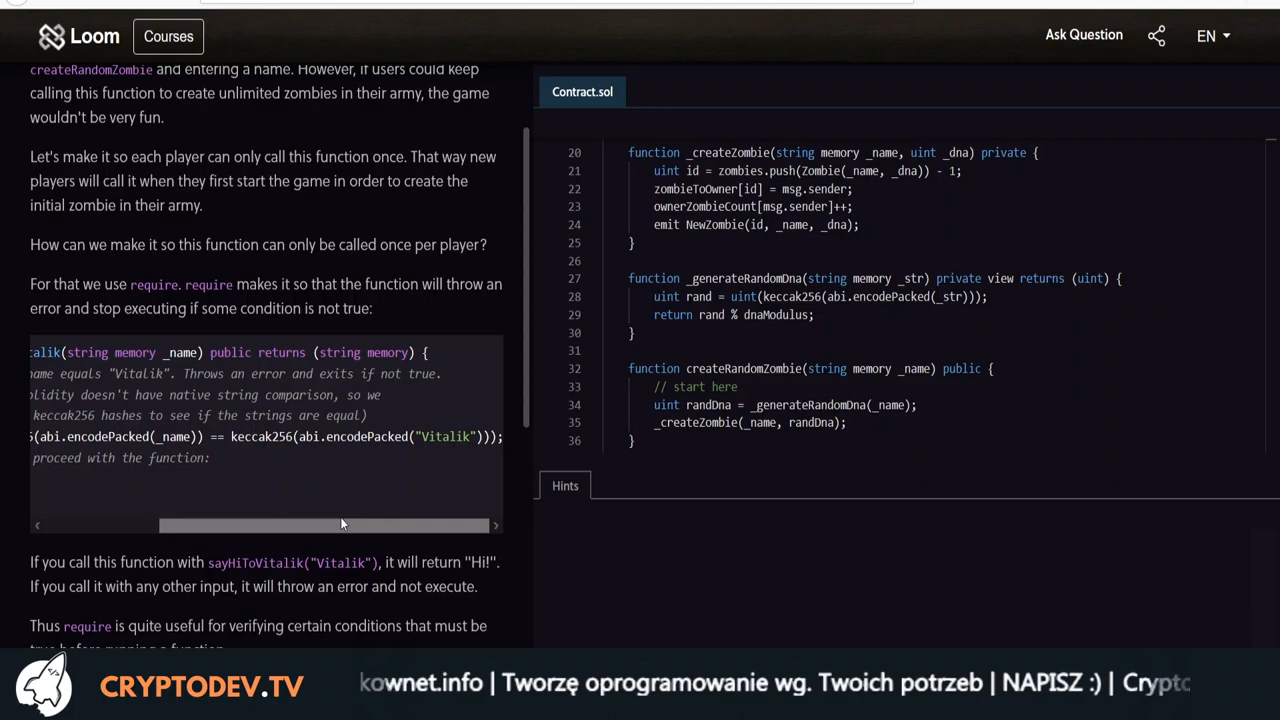 Loom
Courses
Ask Question
EN
createRandomZombie and entering a name. However, if users could keep
calling this function to create unlimited zombies in their army, the game
wouldn't be very fun.
Let's make it so each player can only call this function once. That way new
players will call it when they first start the game in order to create the
initial zombie in their army.
How can we make it so this function can only be called once per player?
For that we use require. require makes it so that the function will throw an
error and stop executing if some condition is not true:
talik(string memory _name) public returns (string memory) {
name equals "Vitalik". Throws an error and exits if not true.
olidity doesn't have native string comparison, so we
keccak256 hashes to see if the strings are equal)
6(abi.encodePacked(_name)) == keccak256(abi.encodePacked("Vitalik")));
proceed with the function:
If you call this function with sayHiToVitalik("Vitalik"), it will return "Hi!".
If you call it with any other input, it will throw an error and not execute.
Thus require is quite useful for verifying certain conditions that must be
true before running a function.
Contract.sol
20 function _createZombie(string memory _name, uint _dna) private {
21 uint id = zombies.push(Zombie(_name, _dna)) - 1;
22 zombieToOwner[id] = msg.sender;
23 ownerZombieCount[msg.sender]++;
24 emit NewZombie(id, _name, _dna);
25 }
26
27 function _generateRandomDna(string memory _str) private view returns (uint) {
28 uint rand = uint(keccak256(abi.encodePacked(_str)));
29 return rand % dnaModulus;
30 }
31
32 function createRandomZombie(string memory _name) public {
33 // start here
34 uint randDna = _generateRandomDna(_name);
35 _createZombie(_name, randDna);
36 }
Hints
CRYPTODEV.TV
kownet.info | Tworzę oprogramowanie wg. Twoich potrzeb | NAPISZ :) | Crypto